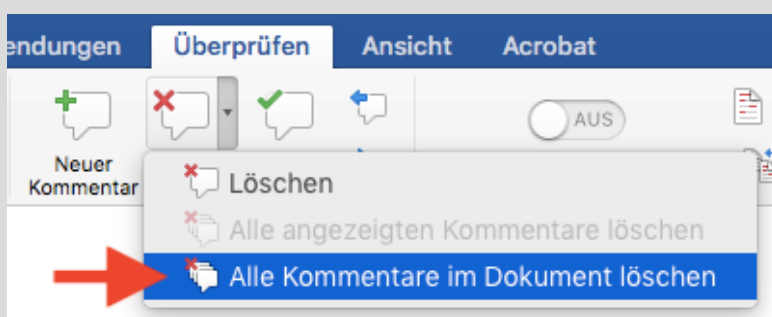 endungen Überprüfen Ansicht Acrobat
AUS
Neuer
Kommentar
Löschen
Alle angezeigten Kommentare löschen
Alle Kommentare im Dokument löschen